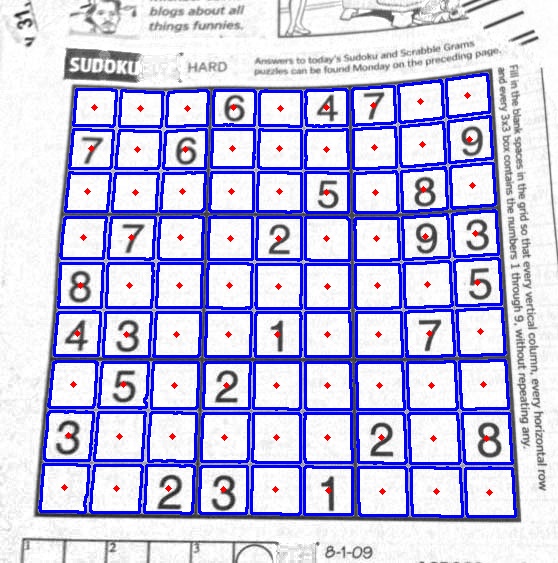 blogs about all
things funnies.
SUDOKU HARD
Answers to today's Sudoku and Scrabble Grams
puzzles can be found Monday on the preceding page.
6 4 7
7 6 9
5 8
7 2 9 3
8 5
4 3 1 7
5 2
3 2 8
2 3 1
Fill in the blank spaces in the grid so that every vertical column, every horizontal row
and every 3x3 box contains the numbers 1 through 9, without repeating any.
1 2 3
8-1-09